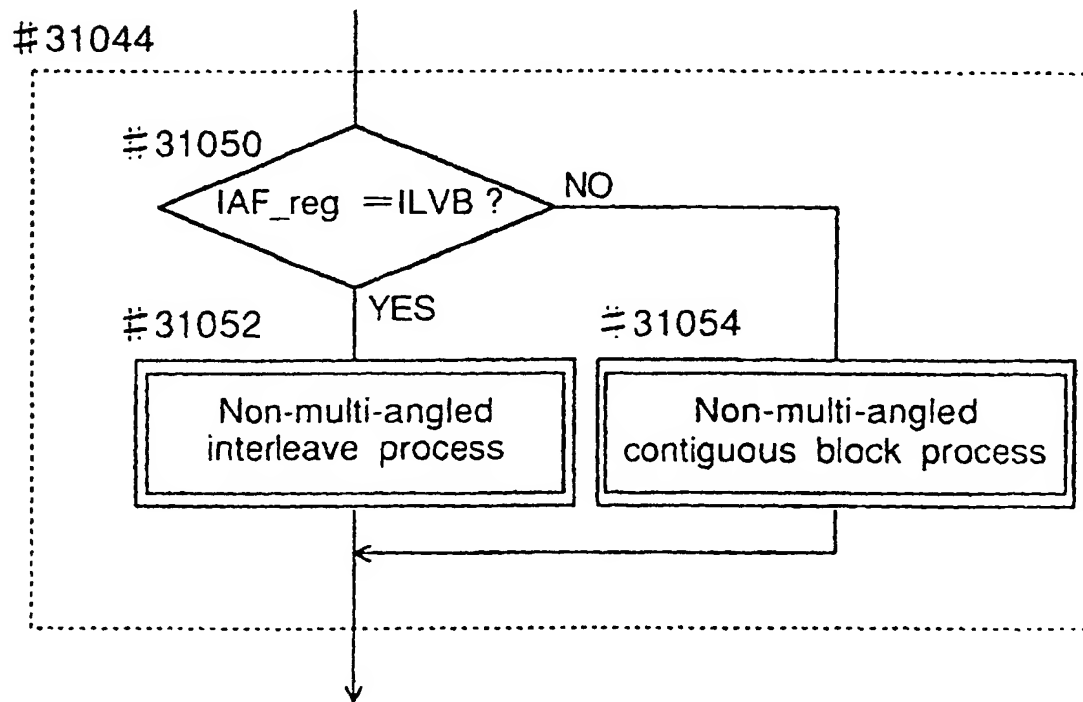 #31044
#31050
IAF_reg =ILVB ?
NO
YES
#31052
#31054
Non-multi-angled
interleave process
Non-multi-angled
contiguous block process